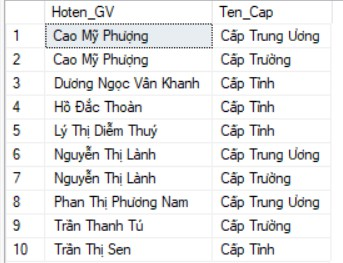 Hoten_GV Ten_Cap
1 Cao Mỹ Phượng Cấp Trung Ương
2 Cao Mỹ Phượng Cấp Trường
3 Dương Ngọc Vân Khanh Cấp Tỉnh
4 Hồ Đắc Thoàn Cấp Tỉnh
5 Lý Thị Diễm Thuý Cấp Tỉnh
6 Nguyễn Thị Lành Cấp Trung Ương
7 Nguyễn Thị Lành Cấp Trường
8 Phan Thị Phương Nam Cấp Trung Ương
9 Trần Thanh Tú Cấp Trường
10 Trần Thị Sen Cấp Tỉnh